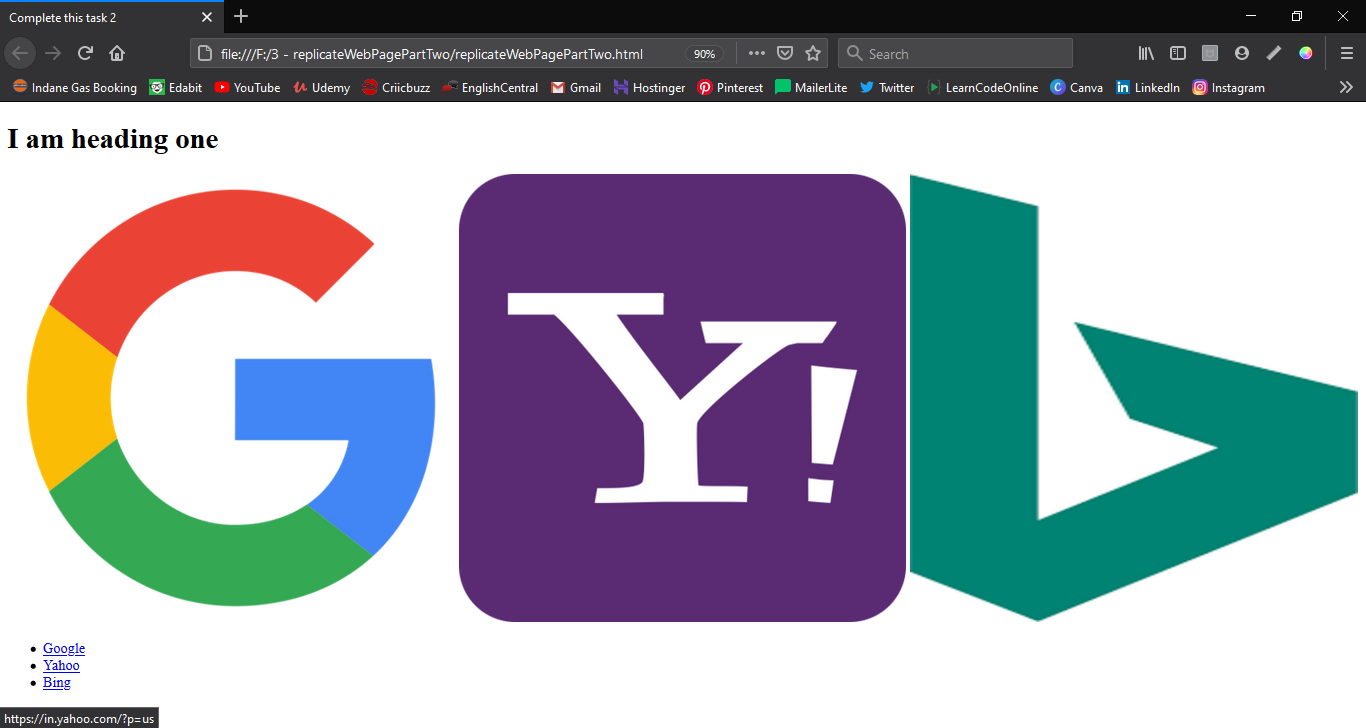 Complete this task 2
file:///F:/3 - replicateWebPagePartTwo/replicateWebPagePartTwo.html 90% Search
Indane Gas Booking Edabit YouTube Udemy Criicbuzz EnglishCentral Gmail Hostinger Pinterest MailerLite Twitter LearnCodeOnline Canva LinkedIn Instagram
I am heading one
Y!
Google
Yahoo
Bing
https://in.yahoo.com/?p=us